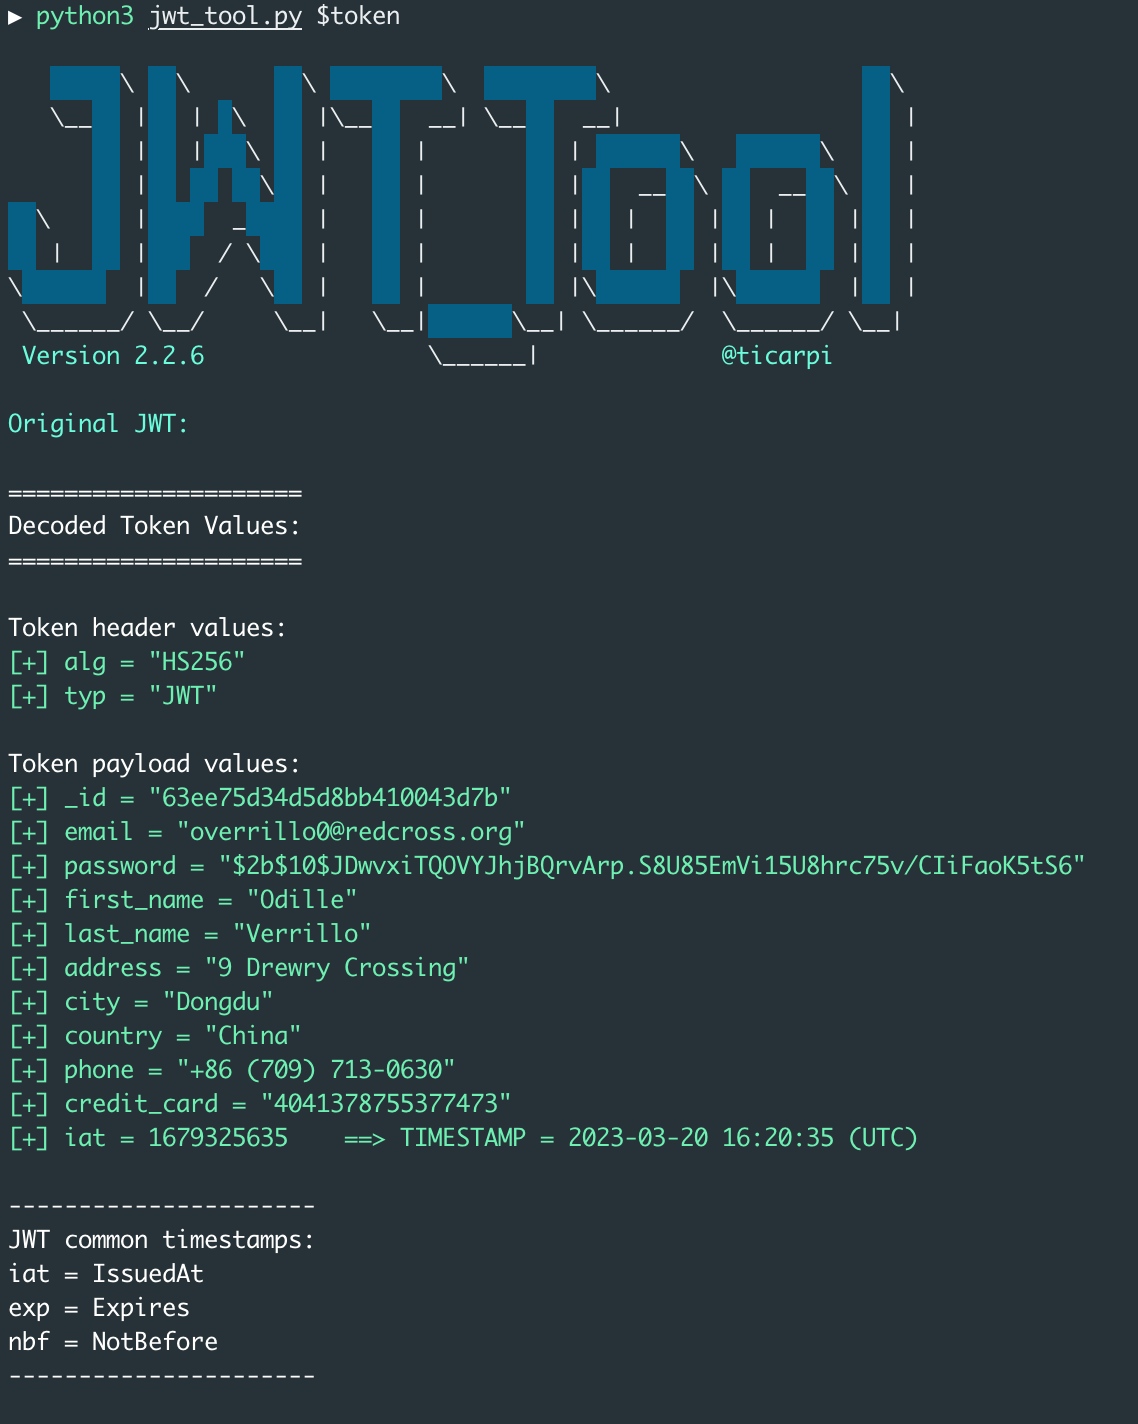 ▶ python3 jwt_tool.py $token
Version 2.2.6 @ticarpi
Original JWT:
=====================
Decoded Token Values:
=====================
Token header values:
[+] alg = "HS256"
[+] typ = "JWT"
Token payload values:
[+] _id = "63ee75d34d5d8bb410043d7b"
[+] email = "overrillo0@redcross.org"
[+] password = "$2b$10$JDwvxiTQOVYJhjBQrvArp.S8U85EmVi15U8hrc75v/CIiFaoK5tS6"
[+] first_name = "Odille"
[+] last_name = "Verrillo"
[+] address = "9 Drewry Crossing"
[+] city = "Dongdu"
[+] country = "China"
[+] phone = "+86 (709) 713-0630"
[+] credit_card = "4041378755377473"
[+] iat = 1679325635    ==> TIMESTAMP = 2023-03-20 16:20:35 (UTC)
----------------------
JWT common timestamps:
iat = IssuedAt
exp = Expires
nbf = NotBefore
----------------------